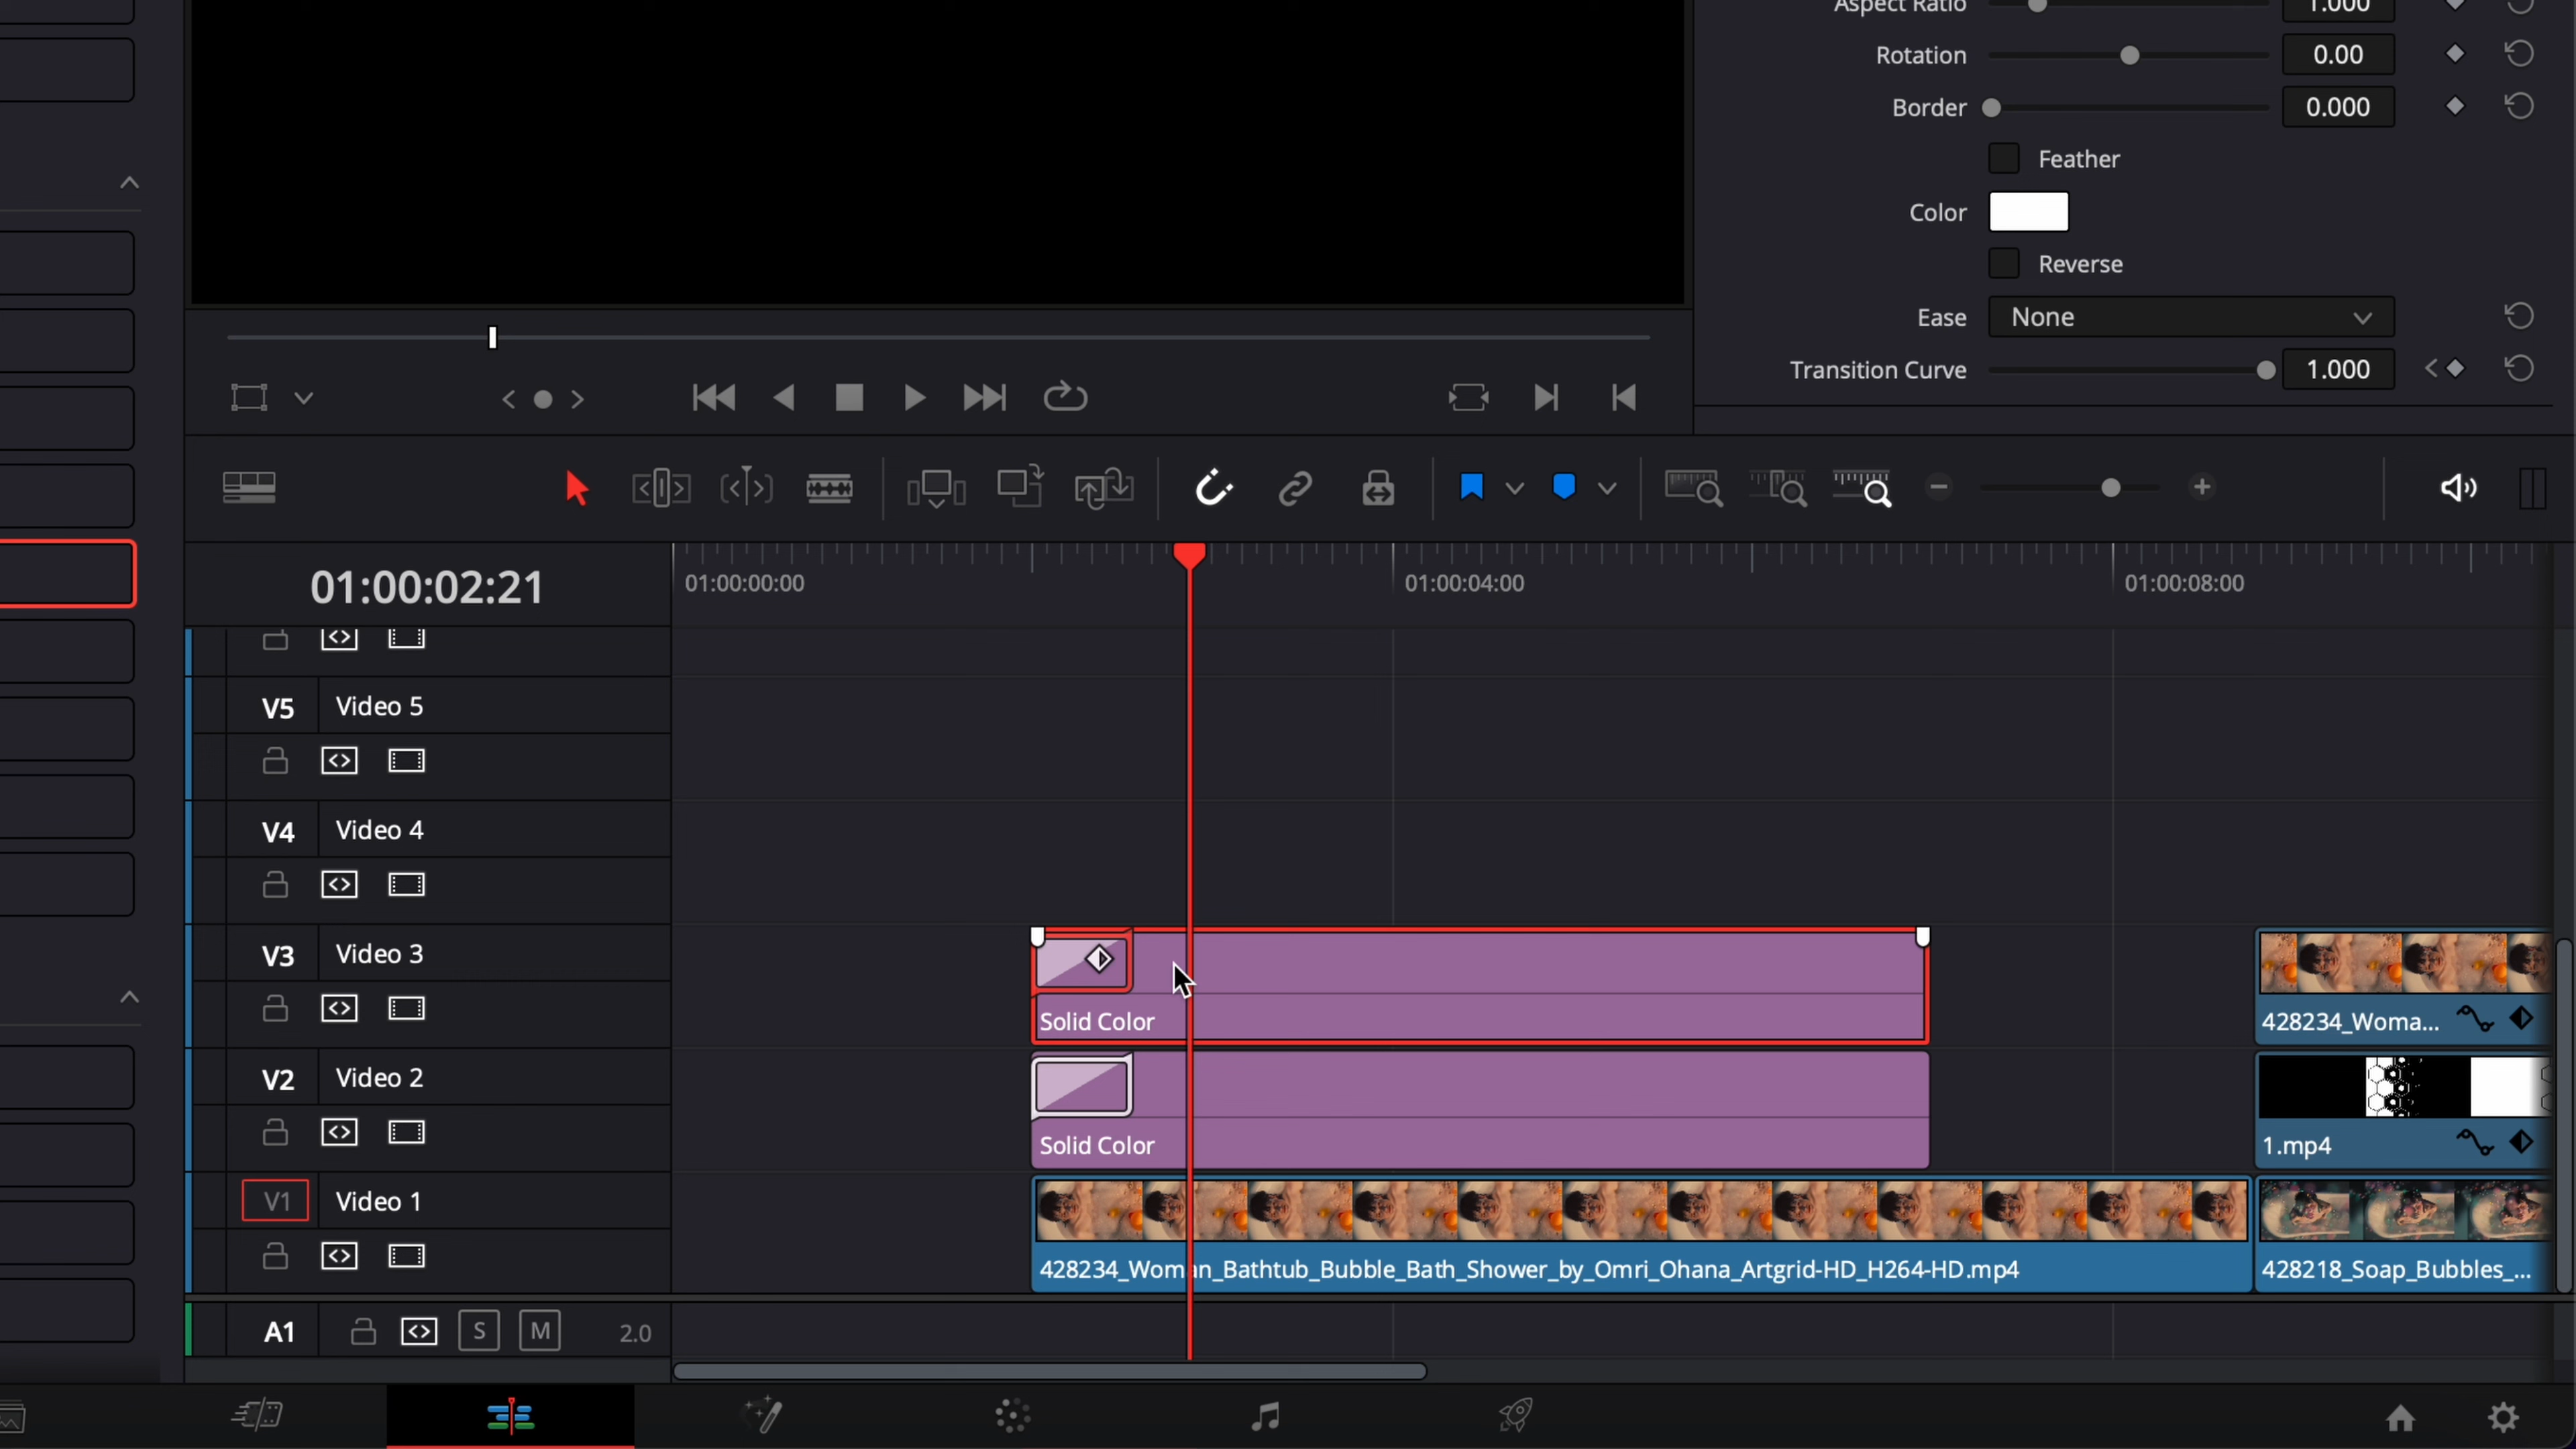 Aspect Ratio 1.000
Rotation 0.00
Border 0.000
Feather
Color
Reverse
Ease None
Transition Curve 1.000
01:00:02:21 01:00:00:00 01:00:04:00 01:00:08:00
V5 Video 5
V4 Video 4
V3 Video 3
Solid Color 428234_Woma...
V2 Video 2
Solid Color 1.mp4
V1 Video 1
428234_Woman_Bathtub_Bubble_Bath_Shower_by_Omri_Ohana_Artgrid-HD_H264-HD.mp4 428218_Soap_Bubbles_...
A1 S M 2.0